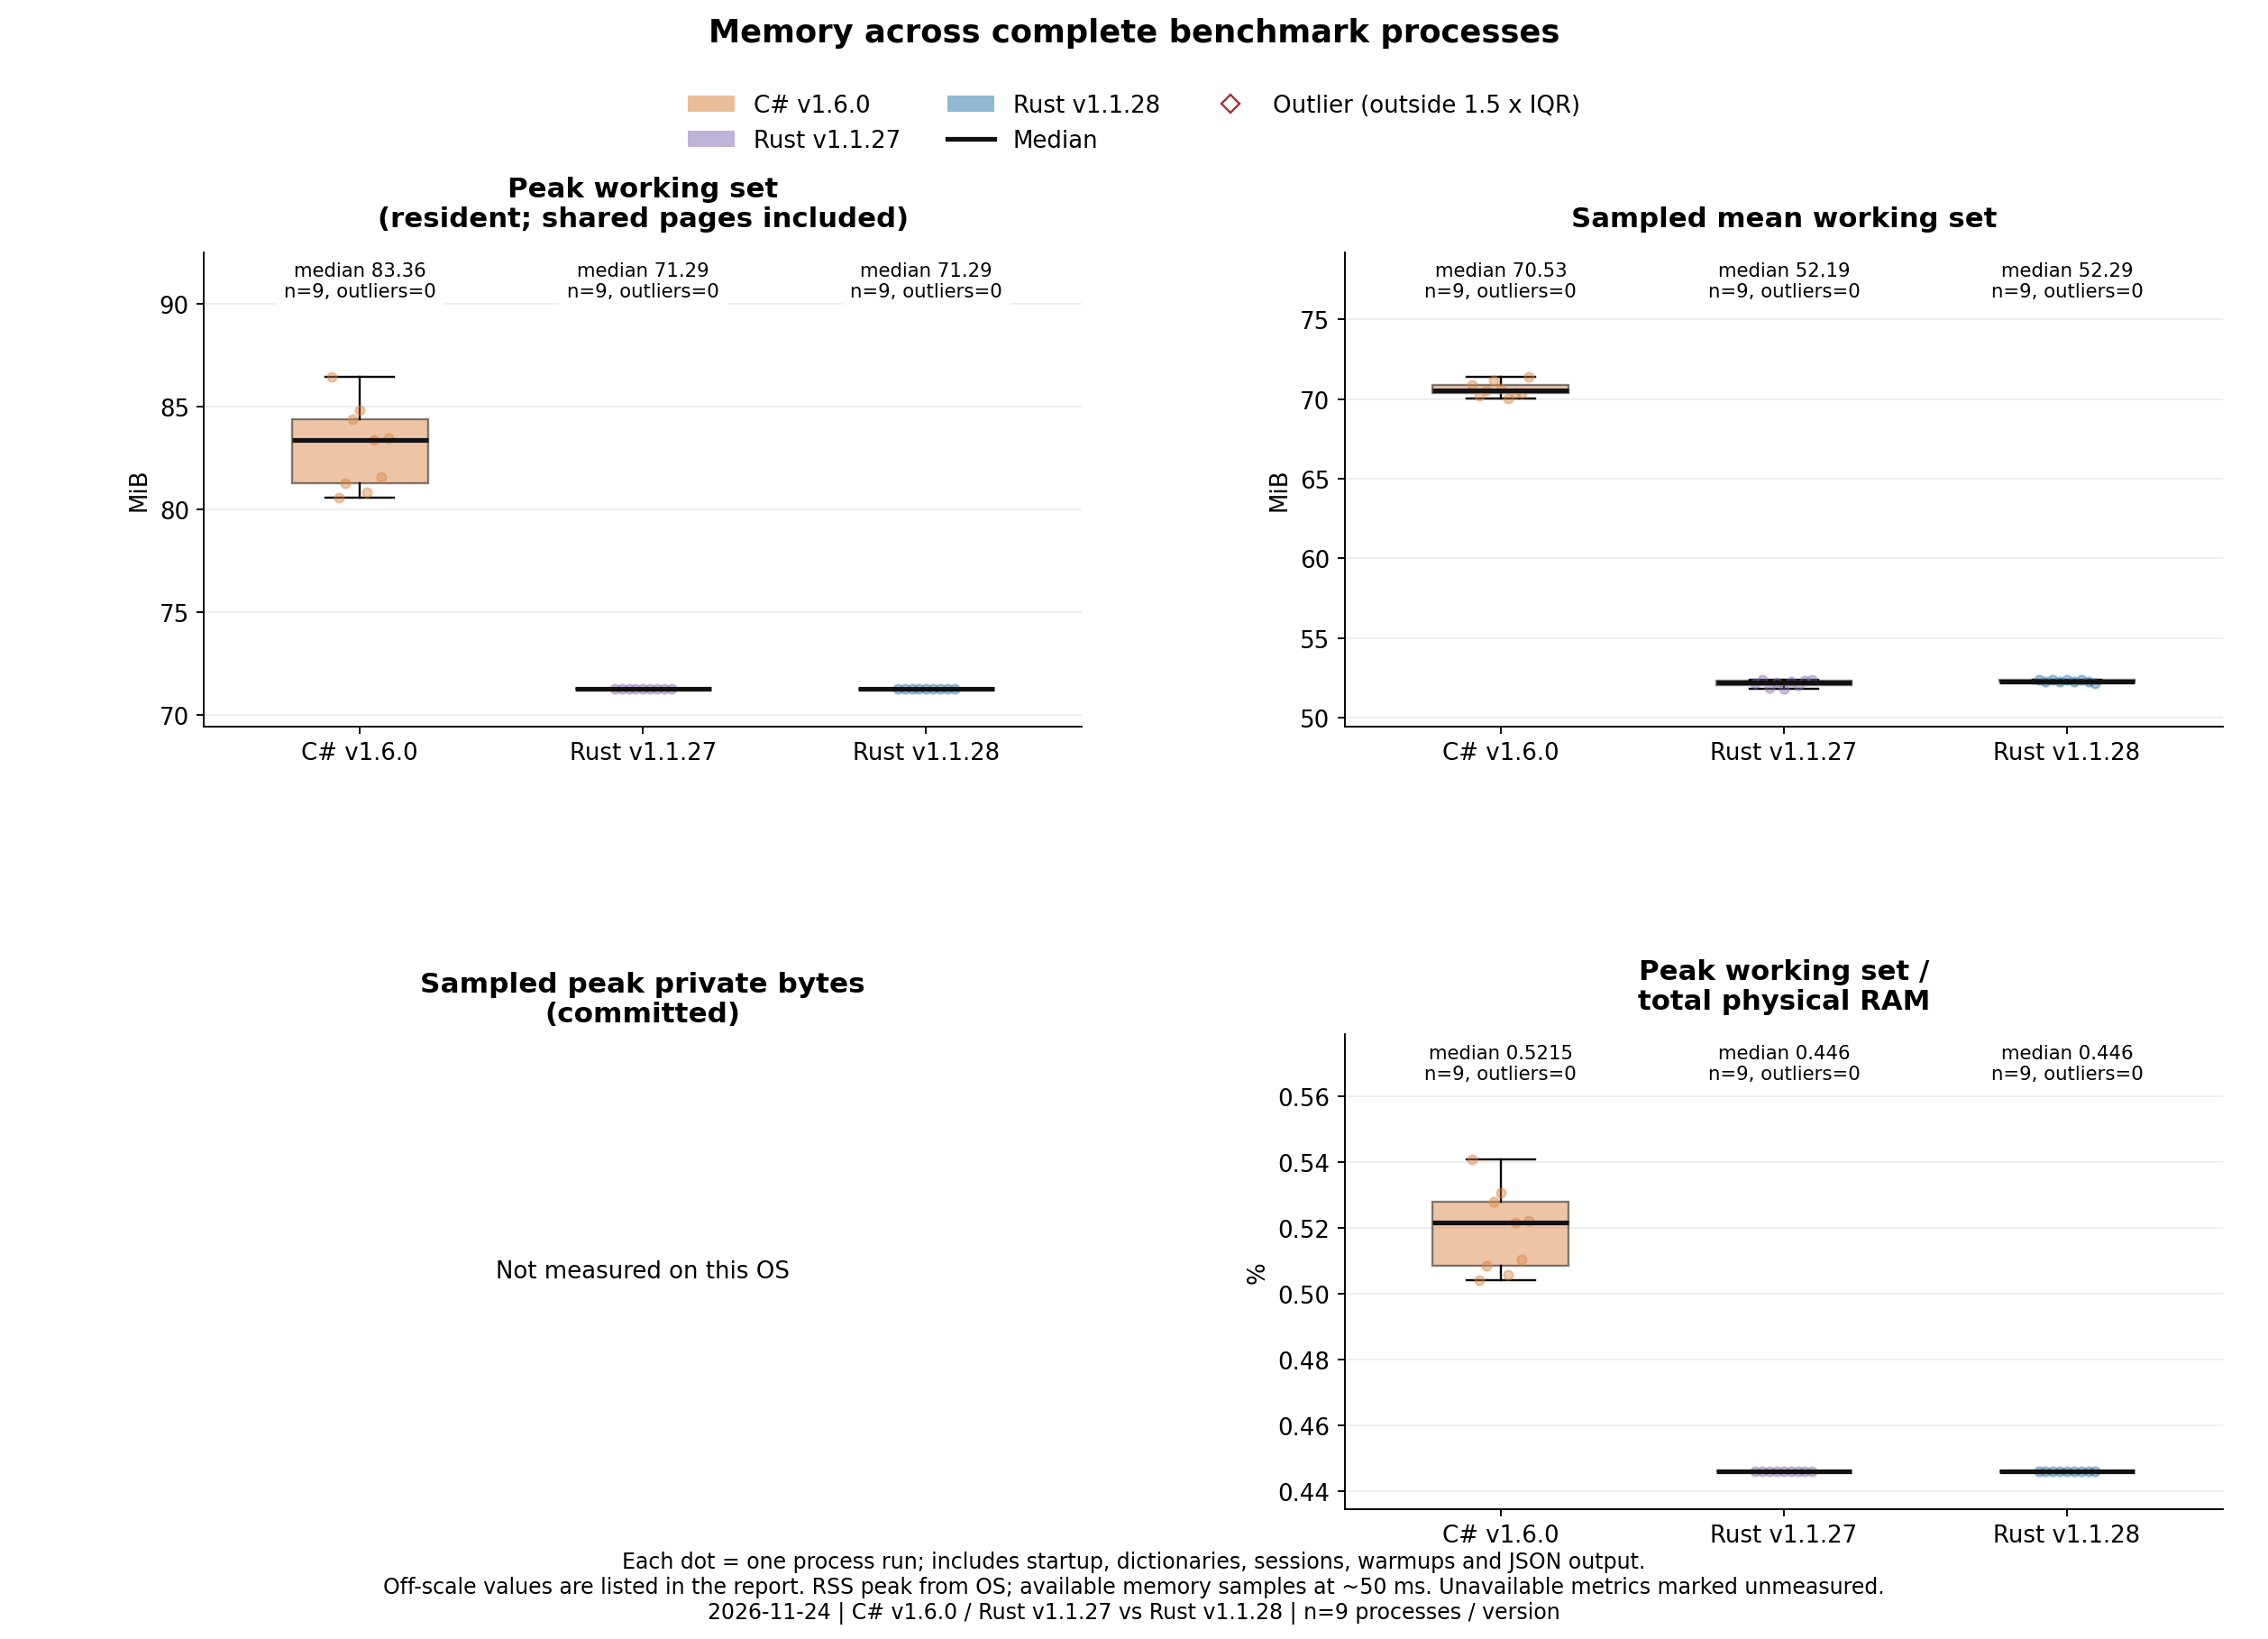 Memory across complete benchmark processes
C# v1.6.0
Rust v1.1.27
Rust v1.1.28
Median
Outlier (outside 1.5 x IQR)
Peak working set
(resident; shared pages included)
median 83.36
n=9, outliers=0
median 71.29
n=9, outliers=0
median 71.29
n=9, outliers=0
MiB
90
85
80
75
70
C# v1.6.0
Rust v1.1.27
Rust v1.1.28
Sampled mean working set
median 70.53
n=9, outliers=0
median 52.19
n=9, outliers=0
median 52.29
n=9, outliers=0
MiB
75
70
65
60
55
50
C# v1.6.0
Rust v1.1.27
Rust v1.1.28
Sampled peak private bytes
(committed)
Not measured on this OS
Peak working set /
total physical RAM
median 0.5215
n=9, outliers=0
median 0.446
n=9, outliers=0
median 0.446
n=9, outliers=0
%
0.56
0.54
0.52
0.50
0.48
0.46
0.44
C# v1.6.0
Rust v1.1.27
Rust v1.1.28
Each dot = one process run; includes startup, dictionaries, sessions, warmups and JSON output.
Off-scale values are listed in the report. RSS peak from OS; available memory samples at ~50 ms. Unavailable metrics marked unmeasured.
2026-11-24 | C# v1.6.0 / Rust v1.1.27 vs Rust v1.1.28 | n=9 processes / version